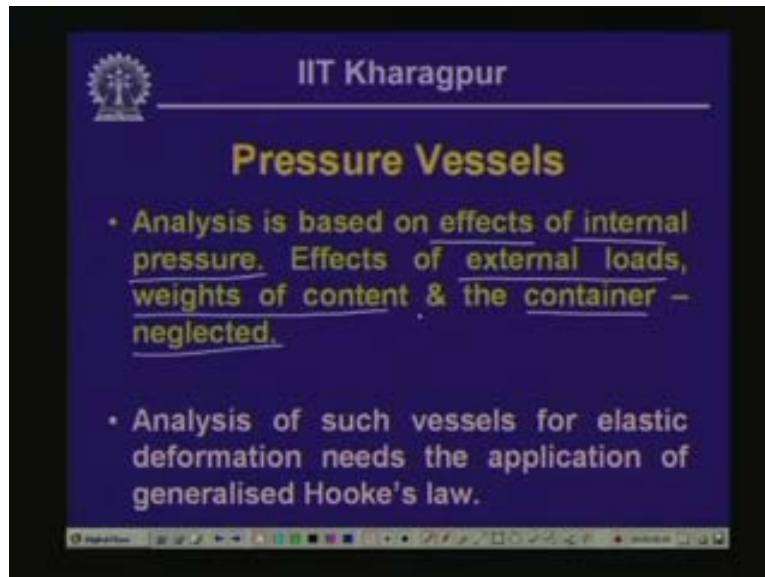 IIT Kharagpur
Pressure Vessels
• Analysis is based on effects of internal
pressure. Effects of external loads,
weights of content & the container –
neglected.
• Analysis of such vessels for elastic
deformation needs the application of
generalised Hooke's law.